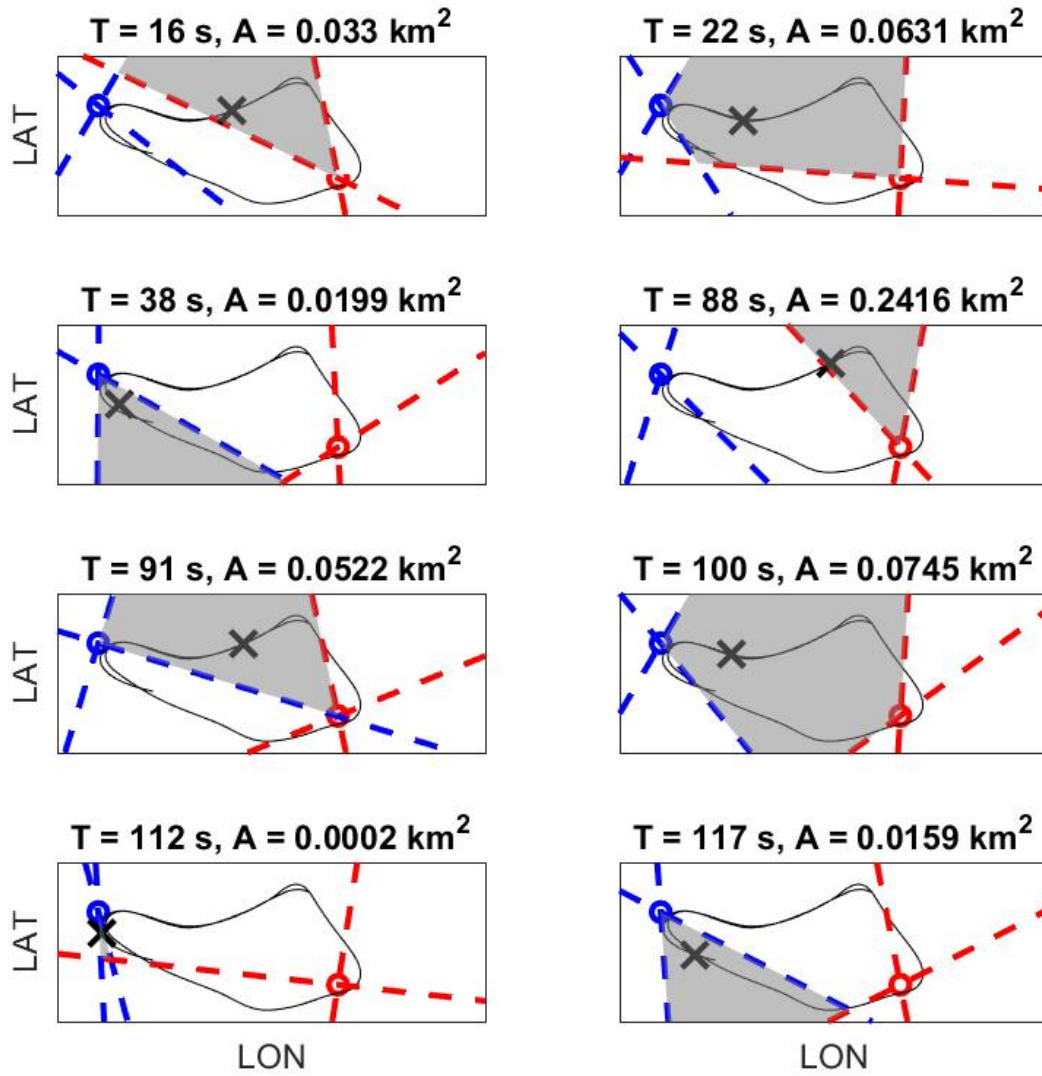 T = 16 s, A = 0.033 km²
T = 22 s, A = 0.0631 km²
LAT
T = 38 s, A = 0.0199 km²
T = 88 s, A = 0.2416 km²
LAT
T = 91 s, A = 0.0522 km²
T = 100 s, A = 0.0745 km²
LAT
T = 112 s, A = 0.0002 km²
T = 117 s, A = 0.0159 km²
LAT
LON
LON